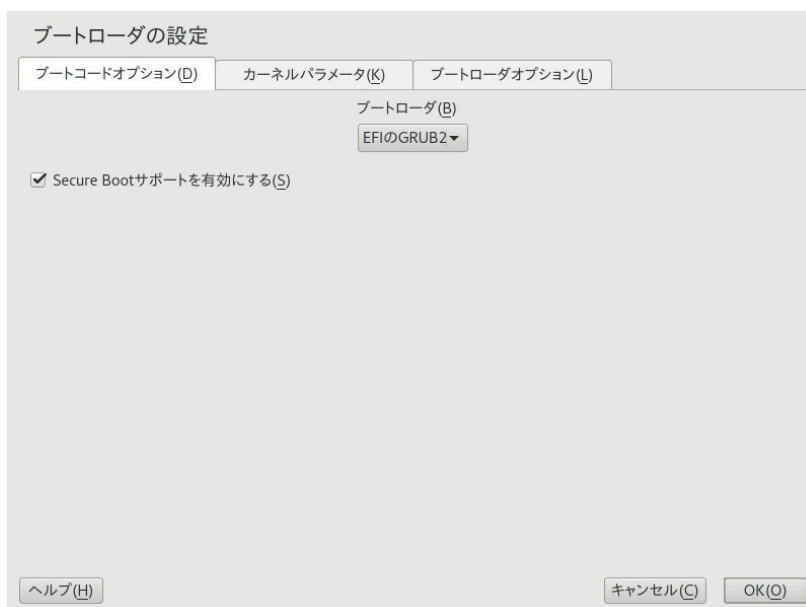 ブートローダの設定
ブートコードオプション(D)
カーネルパラメータ(K)
ブートローダオプション(L)
ブートローダ(B)
EFIのGRUB2
Secure Bootサポートを有効にする(S)
ヘルプ(H)
キャンセル(C)
OK(O)